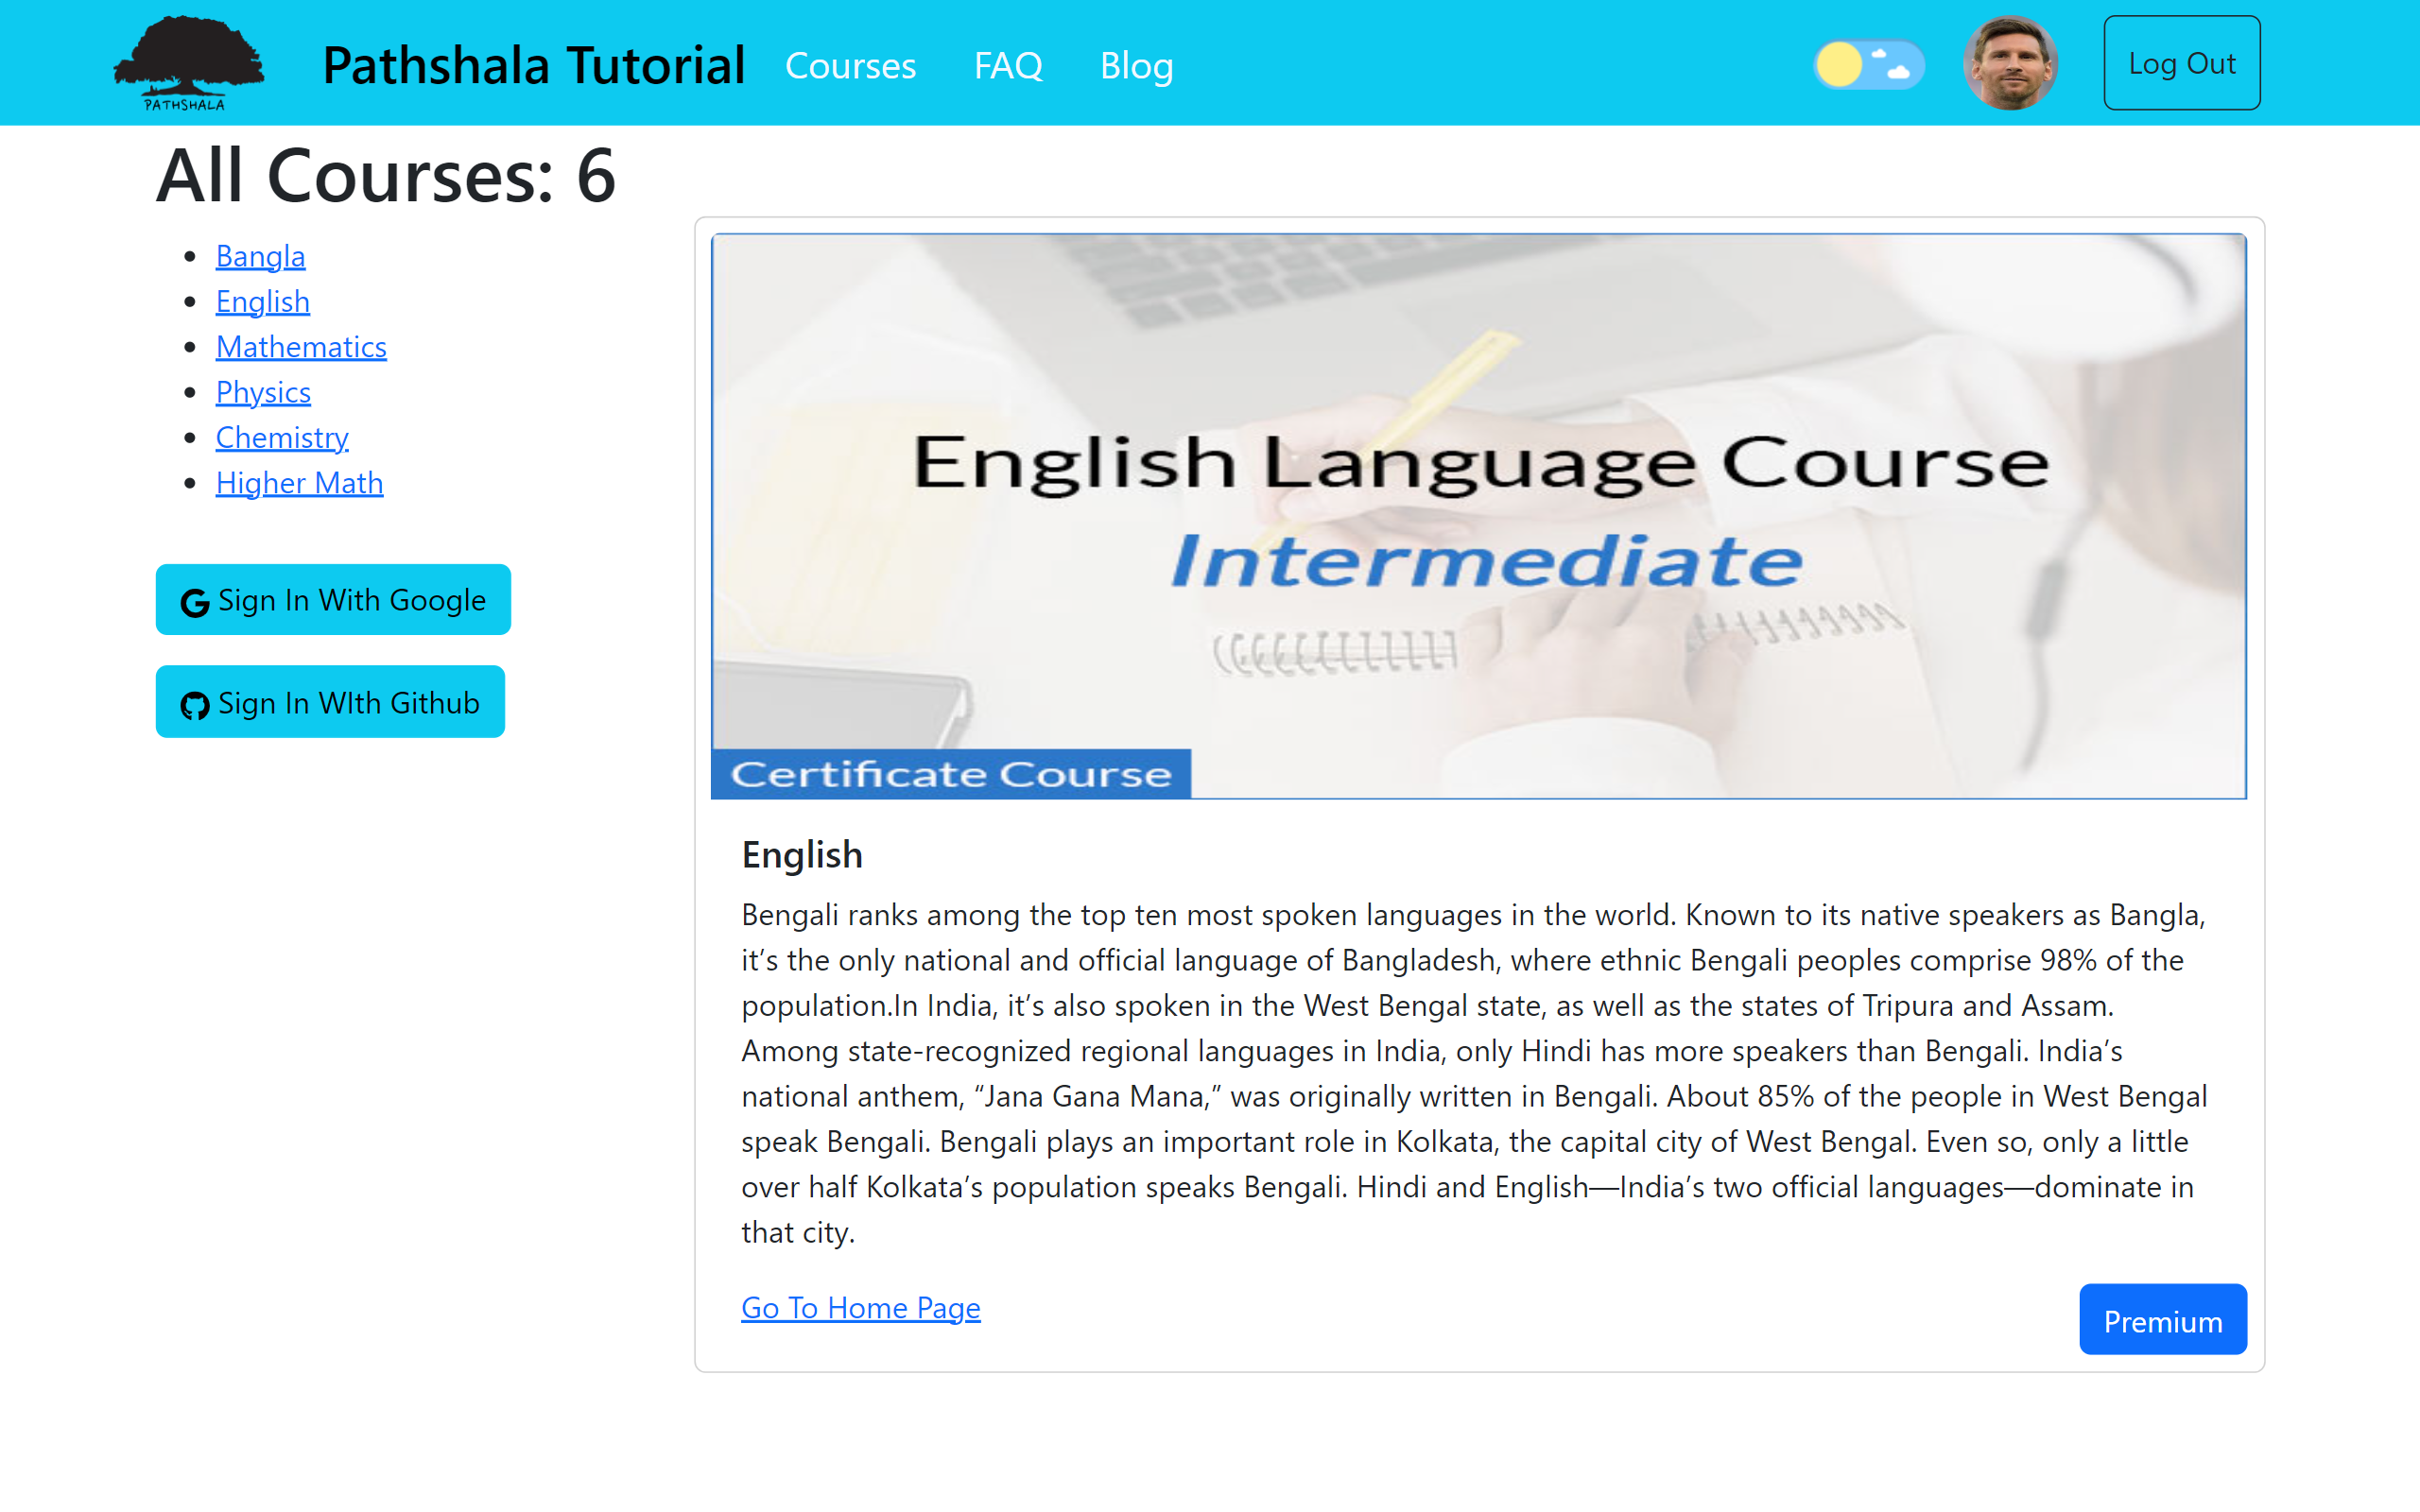 PATHSHALA
Pathshala Tutorial
Courses
FAQ
Blog
Log Out
All Courses: 6
Bangla
English
Mathematics
Physics
Chemistry
Higher Math
Sign In With Google
Sign In WIth Github
English Language Course
Intermediate
Certificate Course
English
Bengali ranks among the top ten most spoken languages in the world. Known to its native speakers as Bangla,
it’s the only national and official language of Bangladesh, where ethnic Bengali peoples comprise 98% of the
population.In India, it’s also spoken in the West Bengal state, as well as the states of Tripura and Assam.
Among state-recognized regional languages in India, only Hindi has more speakers than Bengali. India’s
national anthem, “Jana Gana Mana,” was originally written in Bengali. About 85% of the people in West Bengal
speak Bengali. Bengali plays an important role in Kolkata, the capital city of West Bengal. Even so, only a little
over half Kolkata’s population speaks Bengali. Hindi and English—India’s two official languages—dominate in
that city.
Go To Home Page
Premium